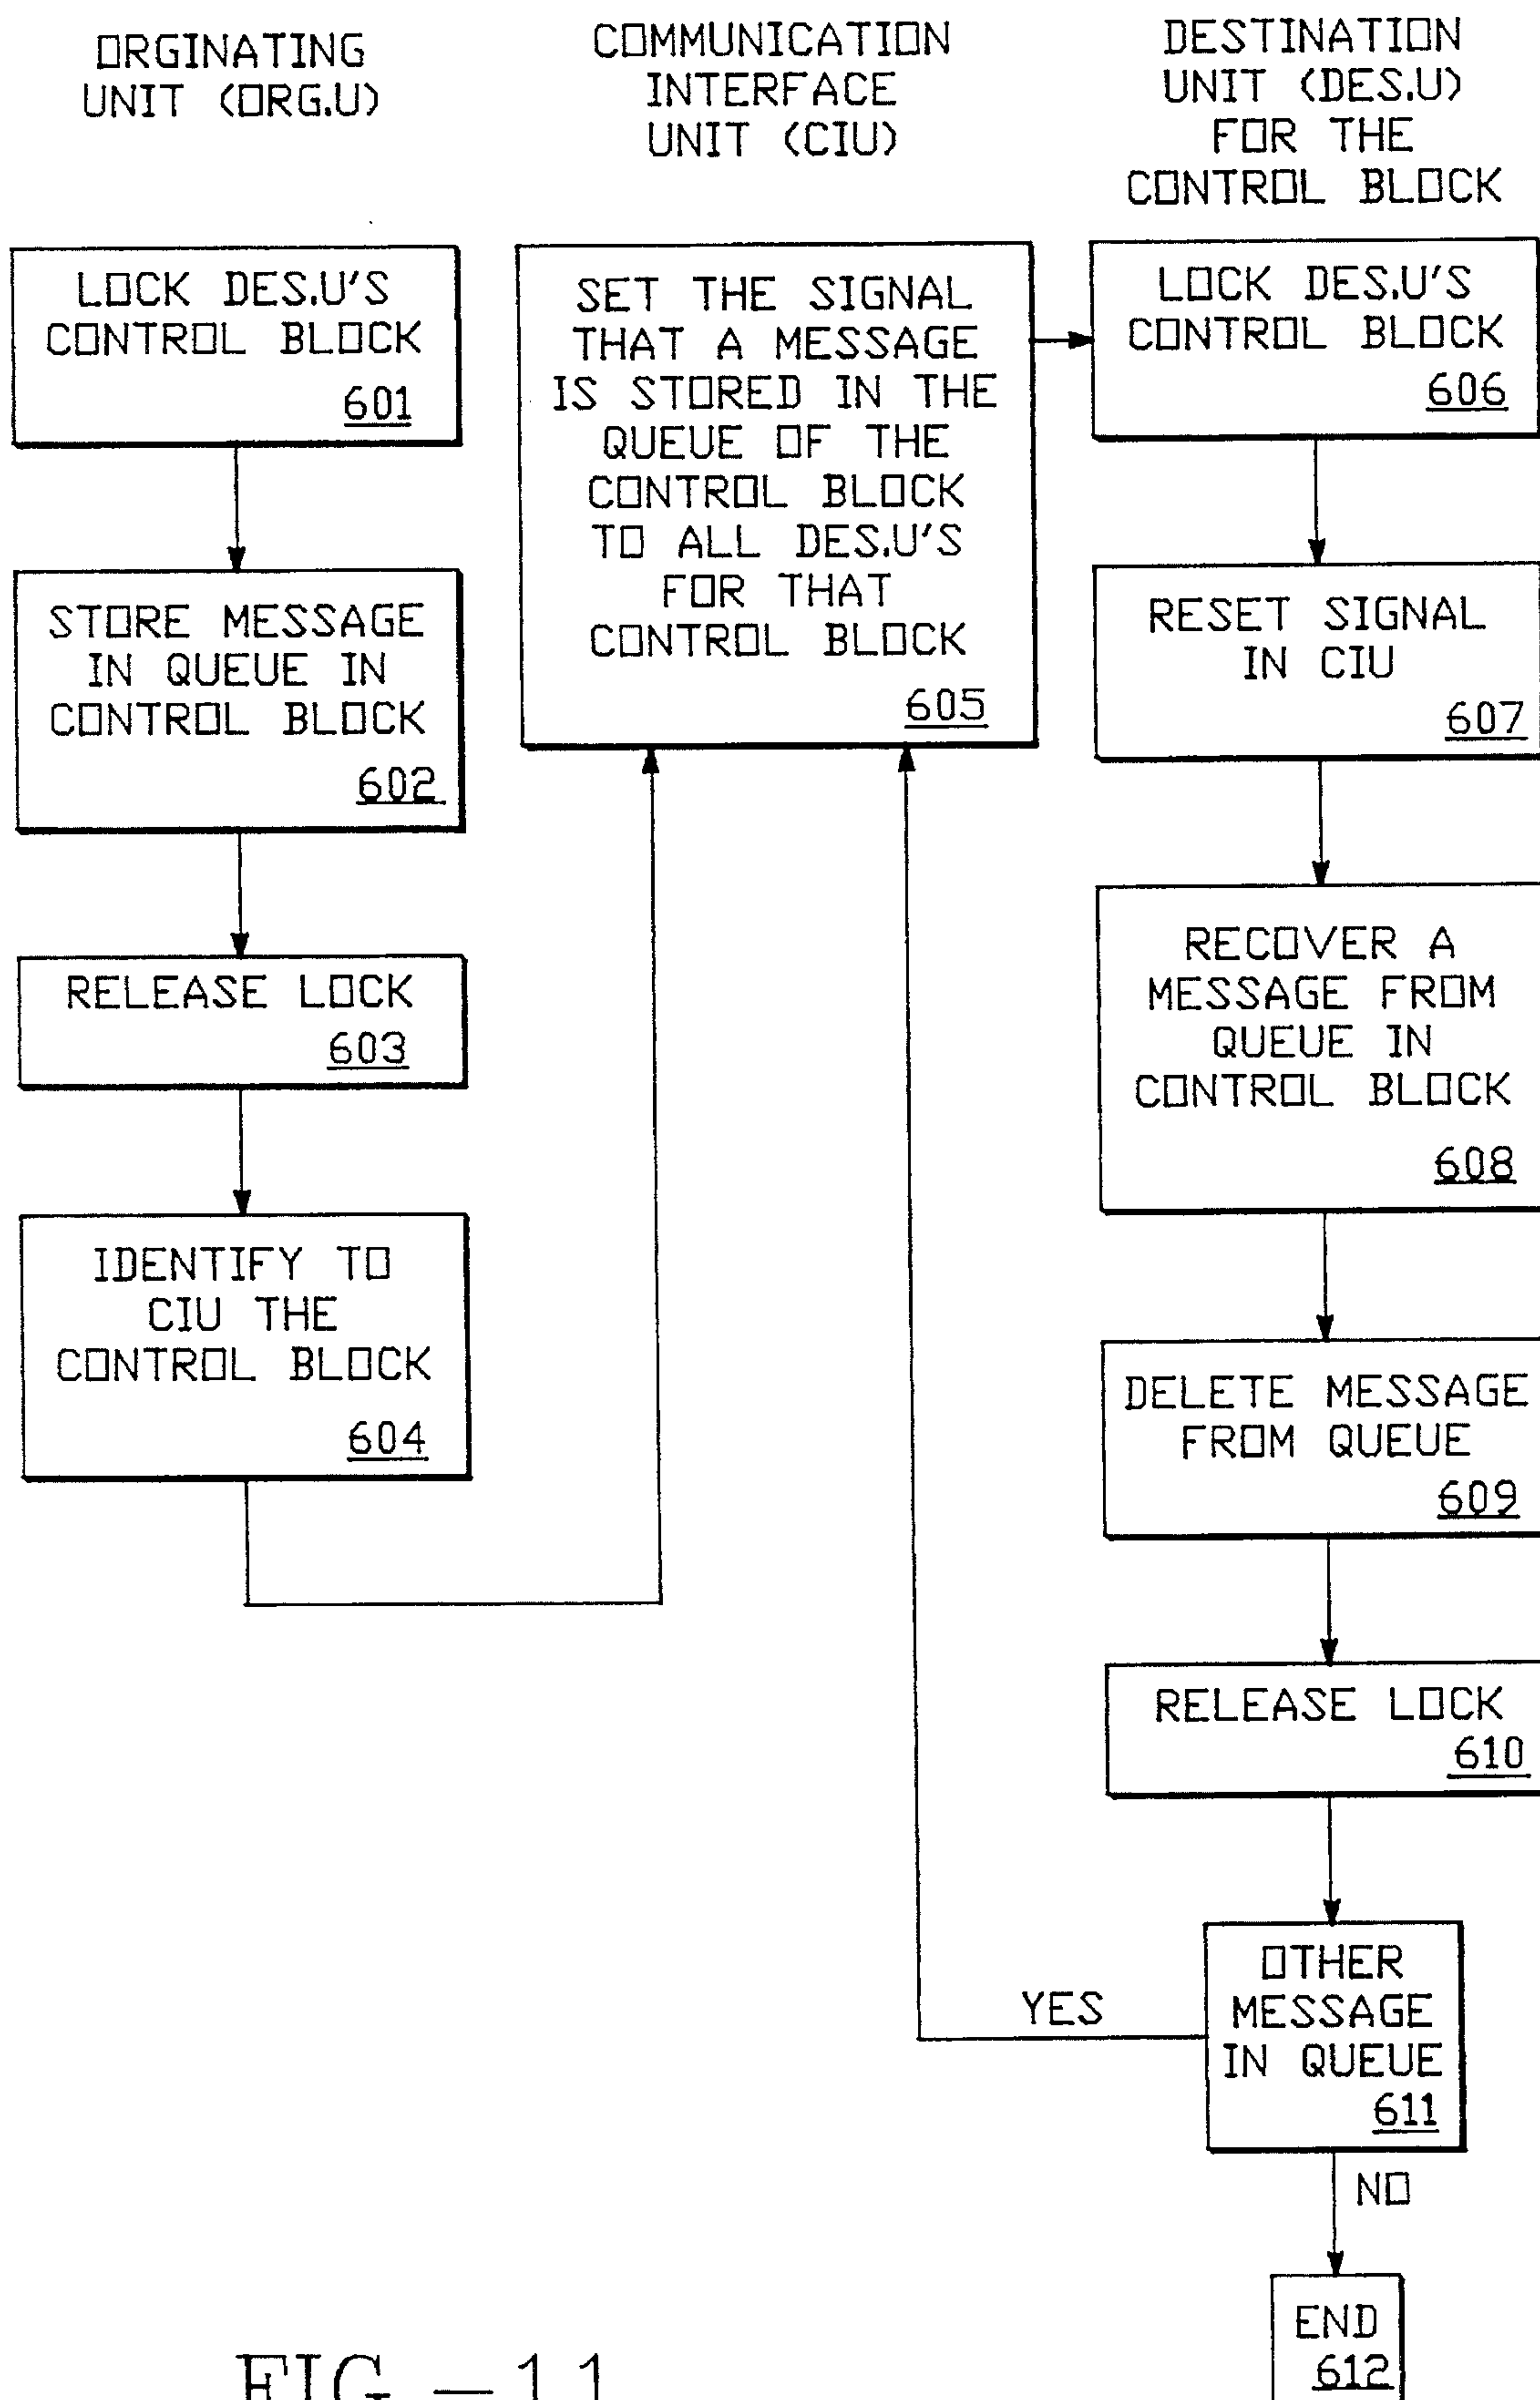 ORGINATING
UNIT (ORG.U)
LOCK DES.U'S
CONTROL BLOCK
601
STORE MESSAGE
IN QUEUE IN
CONTROL BLOCK
602
RELEASE LOCK
603
IDENTIFY TO
CIU THE
CONTROL BLOCK
604
COMMUNICATION
INTERFACE
UNIT (CIU)
SET THE SIGNAL
THAT A MESSAGE
IS STORED IN THE
QUEUE OF THE
CONTROL BLOCK
TO ALL DES.U'S
FOR THAT
CONTROL BLOCK
605
DESTINATION
UNIT (DES.U)
FOR THE
CONTROL BLOCK
LOCK DES.U'S
CONTROL BLOCK
606
RESET SIGNAL
IN CIU
607
RECOVER A
MESSAGE FROM
QUEUE IN
CONTROL BLOCK
608
DELETE MESSAGE
FROM QUEUE
609
RELEASE LOCK
610
OTHER
MESSAGE
IN QUEUE
611
YES
NO
END
612
FIG.-11